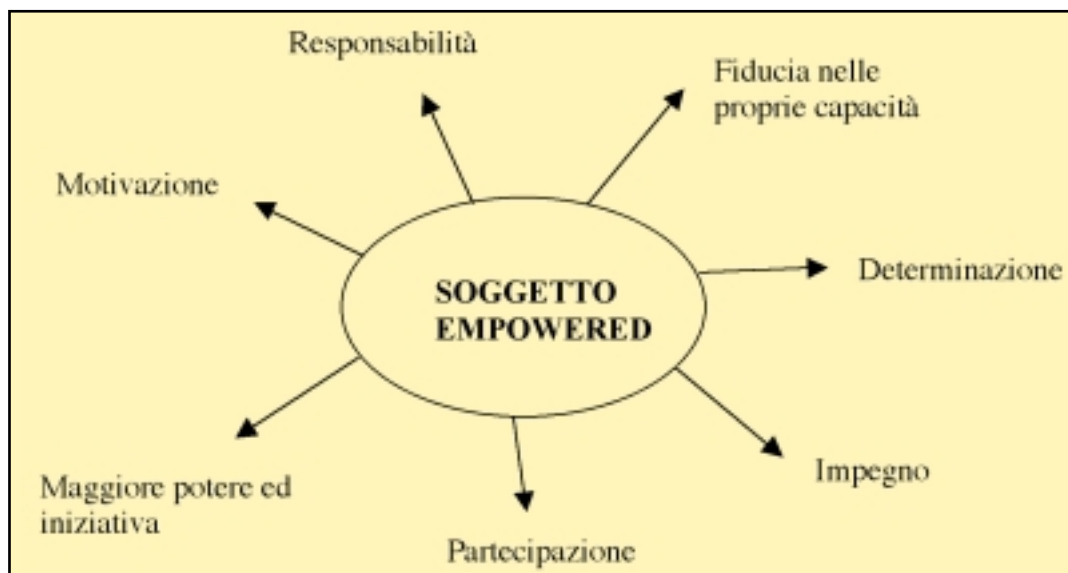 Responsabilità
Fiducia nelle
proprie capacità
Motivazione
Determinazione
SOGGETTO
EMPOWERED
Impegno
Maggiore potere ed
iniziativa
Partecipazione